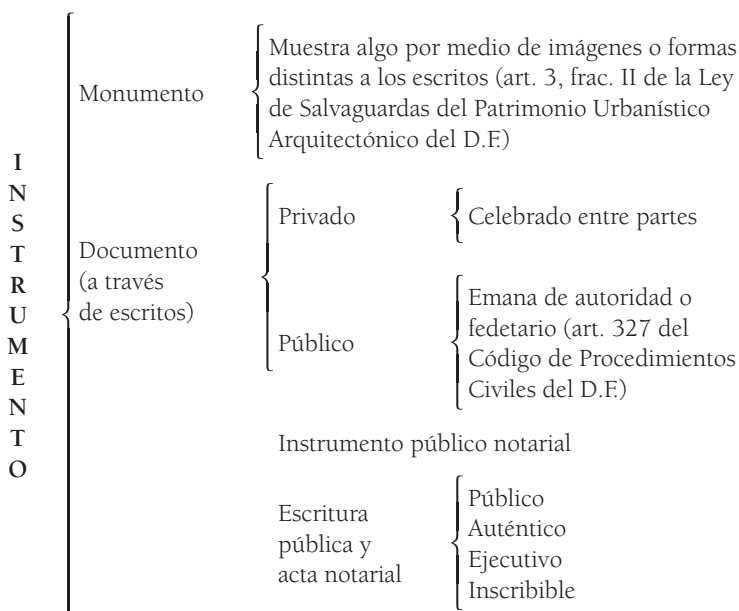 INSTRUMENTO
Monumento
Muestra algo por medio de imágenes o formas
distintas a los escritos (art. 3, frac. II de la Ley
de Salvaguardas del Patrimonio Urbanístico
Arquitectónico del D.F.)
Documento
(a través
de escritos)
Privado
Celebrado entre partes
Público
Emana de autoridad o
fedetario (art. 327 del
Código de Procedimientos
Civiles del D.F.)
Instrumento público notarial
Escritura
pública y
acta notarial
Público
Auténtico
Ejecutivo
Inscribible